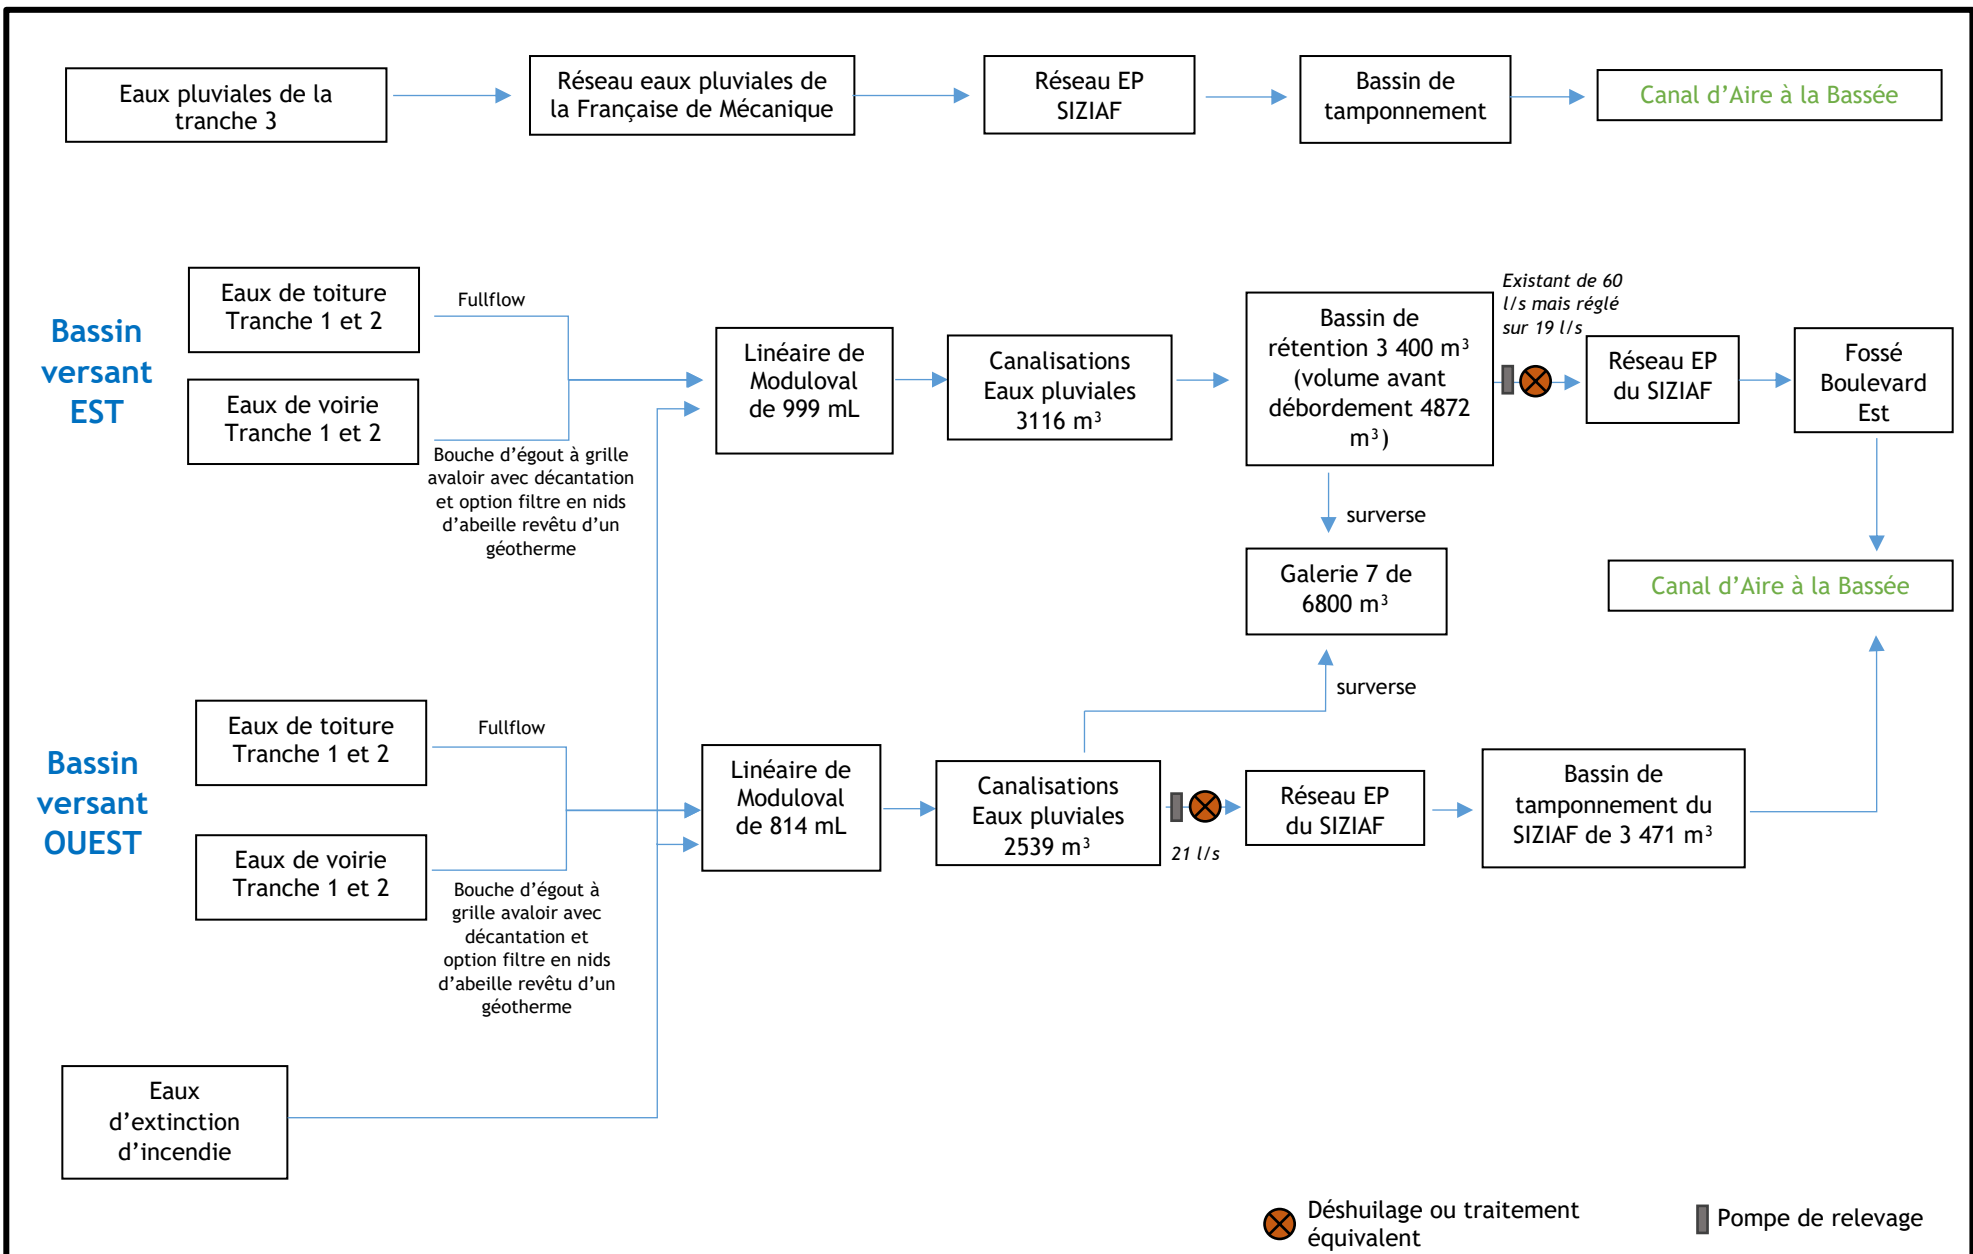 Eaux pluviales de la
tranche 3
Réseau eaux pluviales de
la Française de Mécanique
Réseau EP
SIZIAF
Bassin de
tamponnement
Canal d’Aire à la Bassée
Bassin
versant
EST
Eaux de toiture
Tranche 1 et 2
Fullflow
Eaux de voirie
Tranche 1 et 2
Bouche d’égout à grille
avaloir avec décantation
et option filtre en nids
d’abeille revêtu d’un
géotherme
Linéaire de
Moduloval
de 999 mL
Canalisations
Eaux pluviales
3116 m³
Bassin de
rétention 3 400 m³
(volume avant
débordement 4872
m³)
Existant de 60
l/s mais réglé
sur 19 l/s
Réseau EP
du SIZIAF
Fossé
Boulevard
Est
surverse
Galerie 7 de
6800 m³
Canal d’Aire à la Bassée
surverse
Bassin
versant
OUEST
Eaux de toiture
Tranche 1 et 2
Fullflow
Eaux de voirie
Tranche 1 et 2
Bouche d’égout à
grille avaloir avec
décantation et
option filtre en nids
d’abeille revêtu d’un
géotherme
Linéaire de
Moduloval
de 814 mL
Canalisations
Eaux pluviales
2539 m³
21 l/s
Réseau EP
du SIZIAF
Bassin de
tamponnement du
SIZIAF de 3 471 m³
Eaux
d’extinction
d’incendie
Déshuilage ou traitement
équivalent
Pompe de relevage